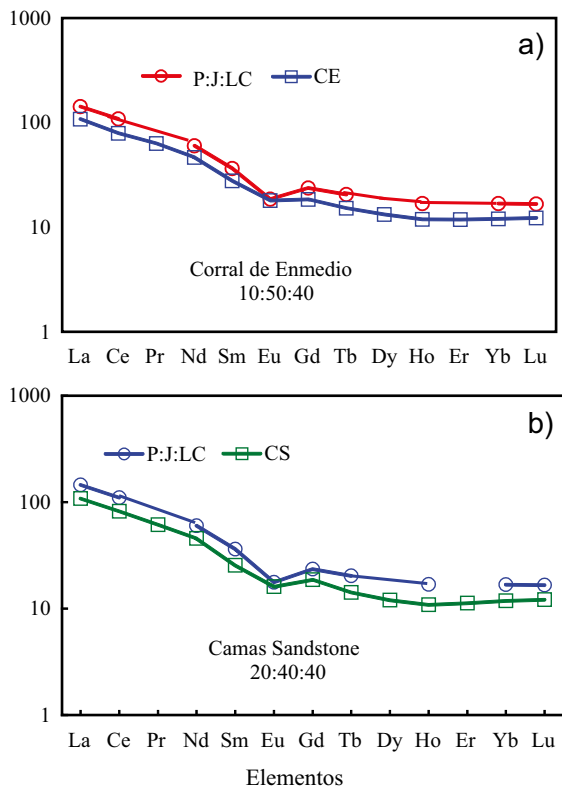 1000
a)
P:J:LC CE
100
10
Corral de Enmedio
10:50:40
1
La Ce Pr Nd Sm Eu Gd Tb Dy Ho Er Yb Lu
1000
b)
P:J:LC CS
100
10
Camas Sandstone
20:40:40
1
La Ce Pr Nd Sm Eu Gd Tb Dy Ho Er Yb Lu
Elementos